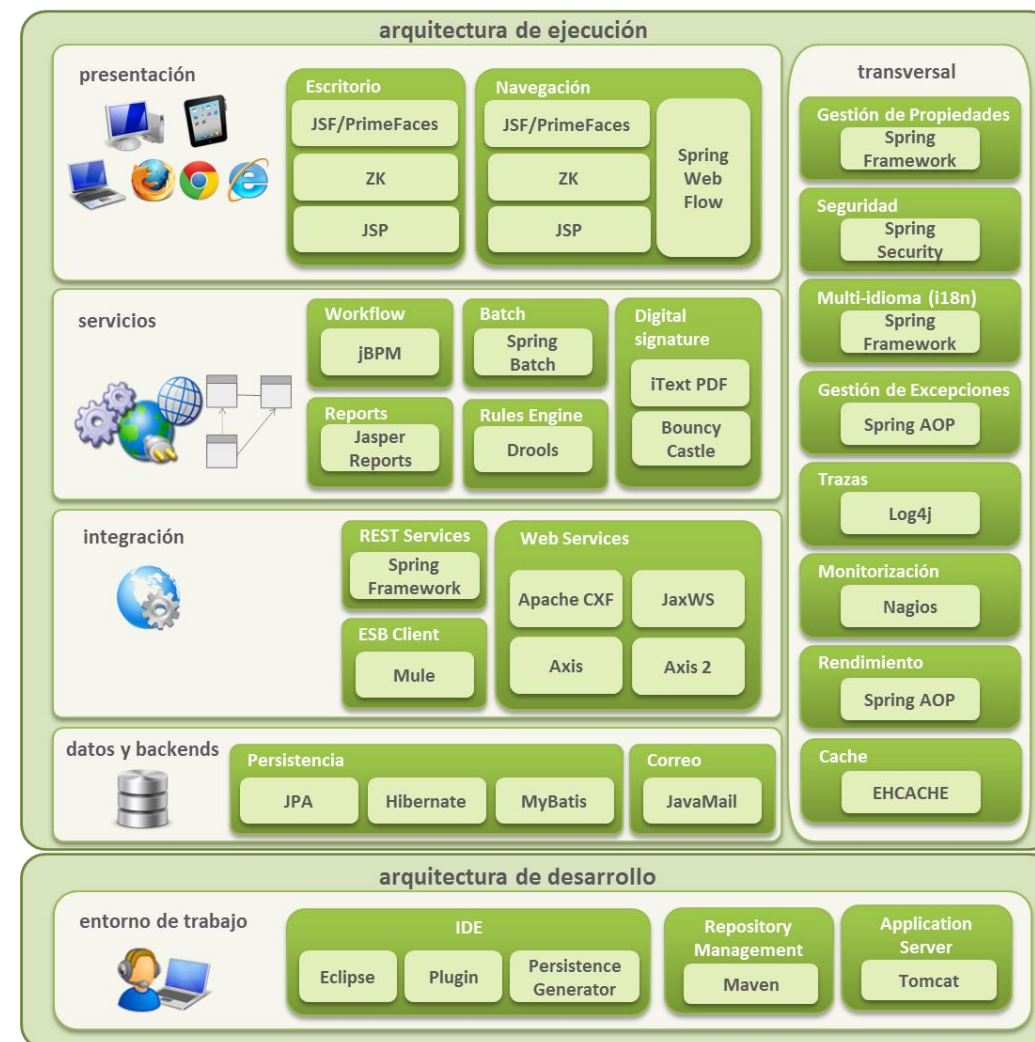 arquitectura de ejecución
presentación
Escritorio
JSF/PrimeFaces
ZK
JSP
Navegación
JSF/PrimeFaces
ZK
JSP
Spring
Web
Flow
servicios
Workflow
jBPM
Batch
Spring
Batch
Digital
signature
iText PDF
Bouncy
Castle
Reports
Jasper
Reports
Rules Engine
Drools
integración
REST Services
Spring
Framework
ESB Client
Mule
Web Services
Apache CXF
JaxWS
Axis
Axis 2
datos y backends
Persistencia
JPA
Hibernate
MyBatis
Correo
JavaMail
transversal
Gestión de Propiedades
Spring
Framework
Seguridad
Spring
Security
Multi-idioma (i18n)
Spring
Framework
Gestión de Excepciones
Spring AOP
Trazas
Log4j
Monitorización
Nagios
Rendimiento
Spring AOP
Cache
EHCACHE
arquitectura de desarrollo
entorno de trabajo
IDE
Eclipse
Plugin
Persistence
Generator
Repository
Management
Maven
Application
Server
Tomcat